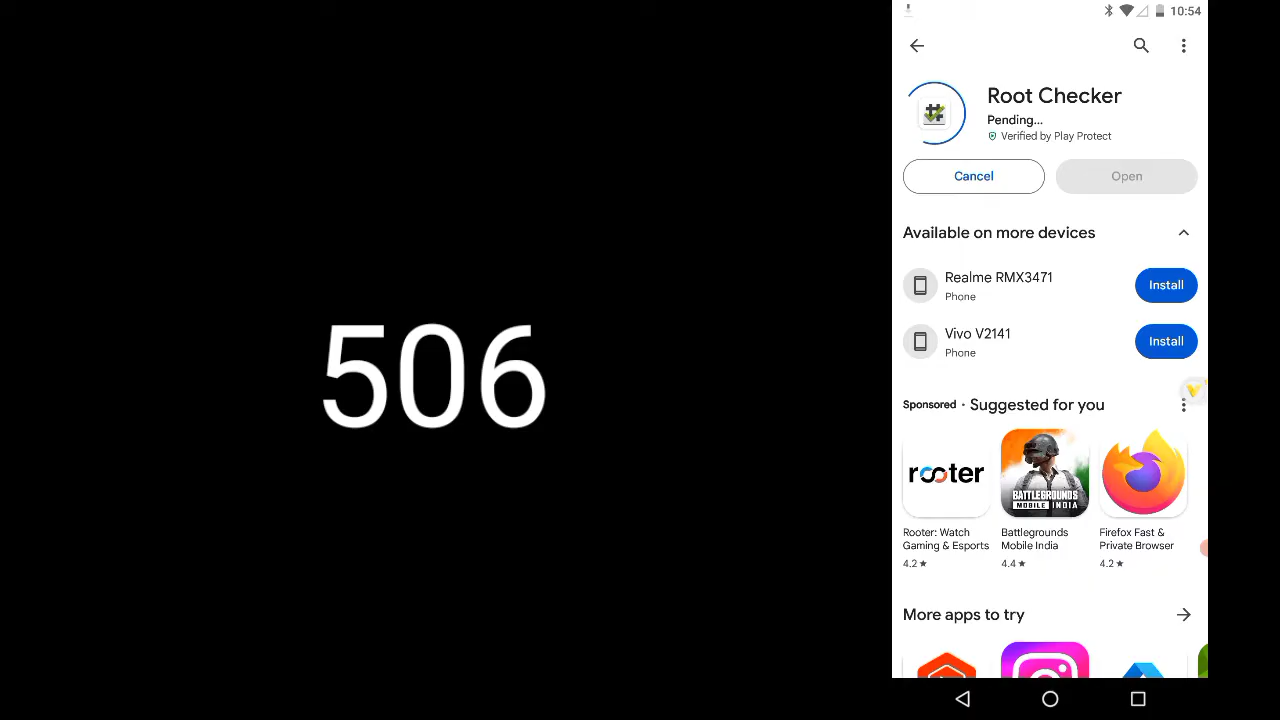 506
10:54
Root Checker
Pending...
Verified by Play Protect
Cancel
Open
Available on more devices
Realme RMX3471
Phone
Install
Vivo V2141
Phone
Install
Sponsored · Suggested for you
rooter
BATTLEGROUNDS
MOBILE INDIA
Rooter: Watch
Gaming & Esports
4.2★
Battlegrounds
Mobile India
4.4★
Firefox Fast &
Private Browser
4.2★
More apps to try